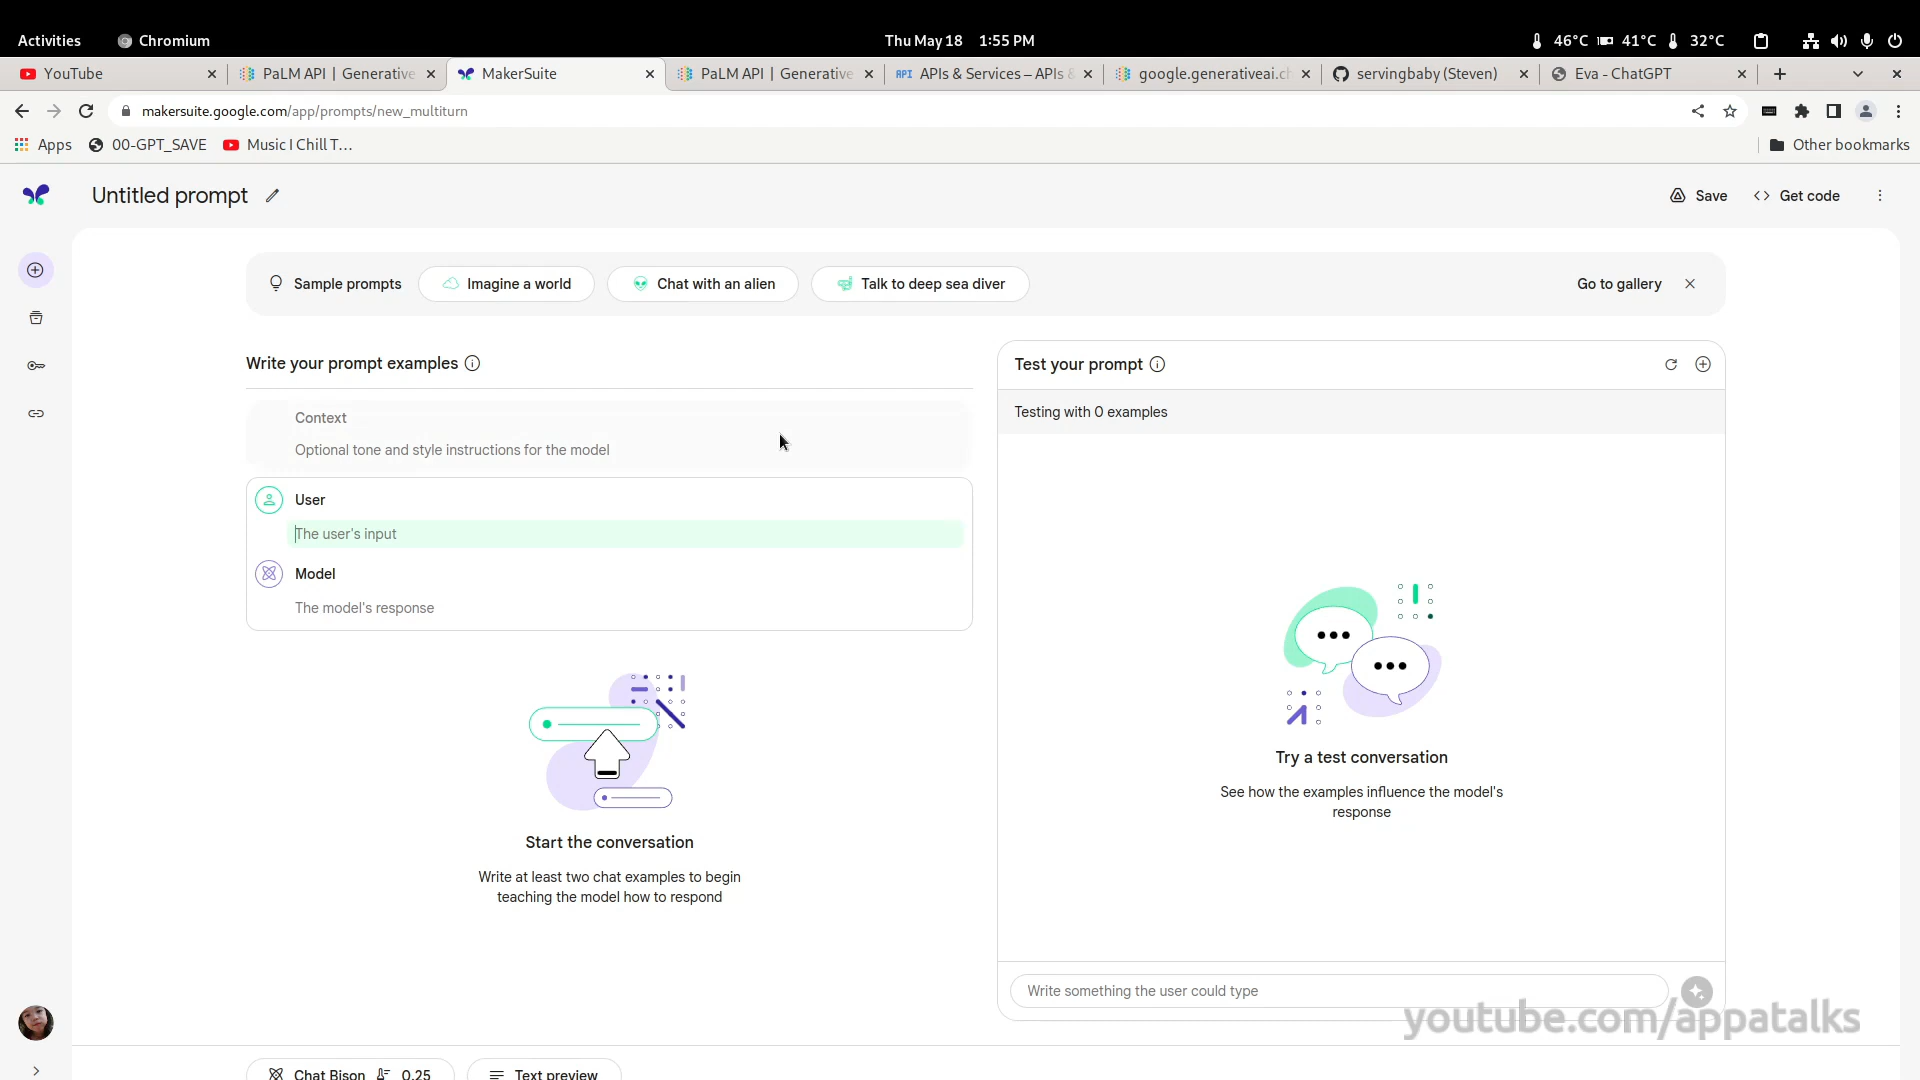 Activities Chromium Thu May 18 1:55 PM 46°C 41°C 32°C
YouTube PaLM API | Generative MakerSuite PaLM API | Generative API APIs & Services – APIs & google.generativeai.ch servingbaby (Steven) Eva - ChatGPT
makersuite.google.com/app/prompts/new_multiturn
Apps 00-GPT_SAVE Music I Chill T... Other bookmarks
Untitled prompt Save Get code
Sample prompts Imagine a world Chat with an alien Talk to deep sea diver Go to gallery
Write your prompt examples
Test your prompt
Testing with 0 examples
Context
Optional tone and style instructions for the model
User
The user's input
Model
The model's response
Start the conversation
Write at least two chat examples to begin
teaching the model how to respond
Try a test conversation
See how the examples influence the model's
response
Write something the user could type
youtube.com/appatalks
Chat Bison 0.25 Text preview